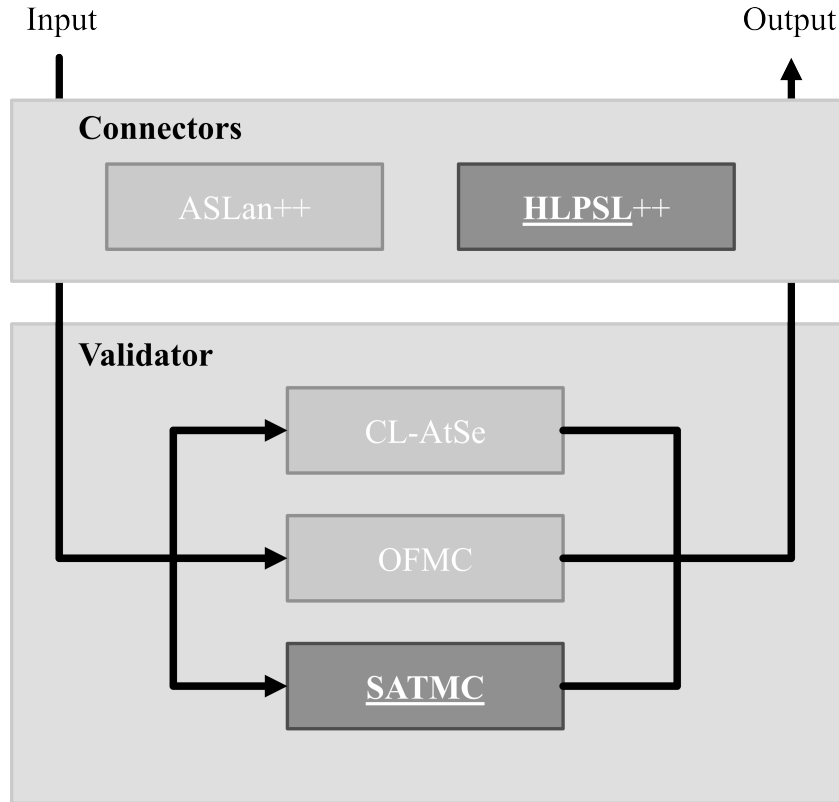 Input
Output
Connectors
ASLan++
HLPSL++
Validator
CL-AtSe
OFMC
SATMC